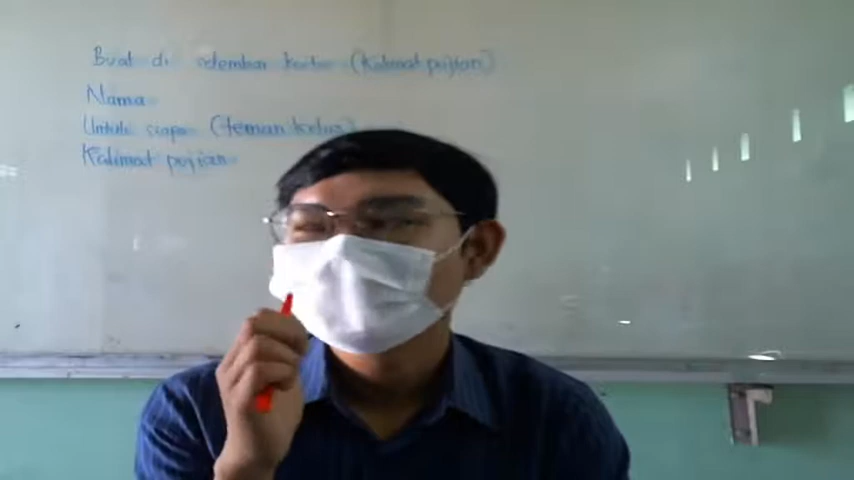 Buat di selembar kertas (Kalimat pujian)
Nama
Untuk siapa (teman kelas)
Kalimat pujian